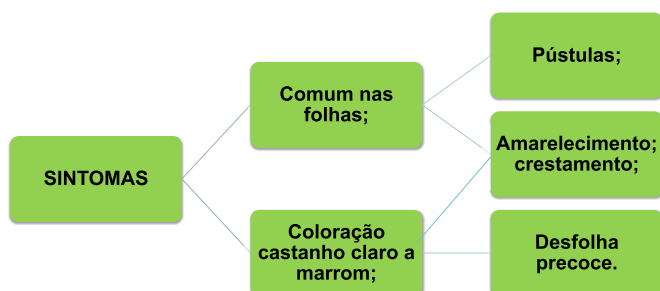 SINTOMAS
Comum nas
folhas;
Pústulas;
Amarelecimento;
crestamento;
Coloração
castanho claro a
marrom;
Desfolha
precoce.